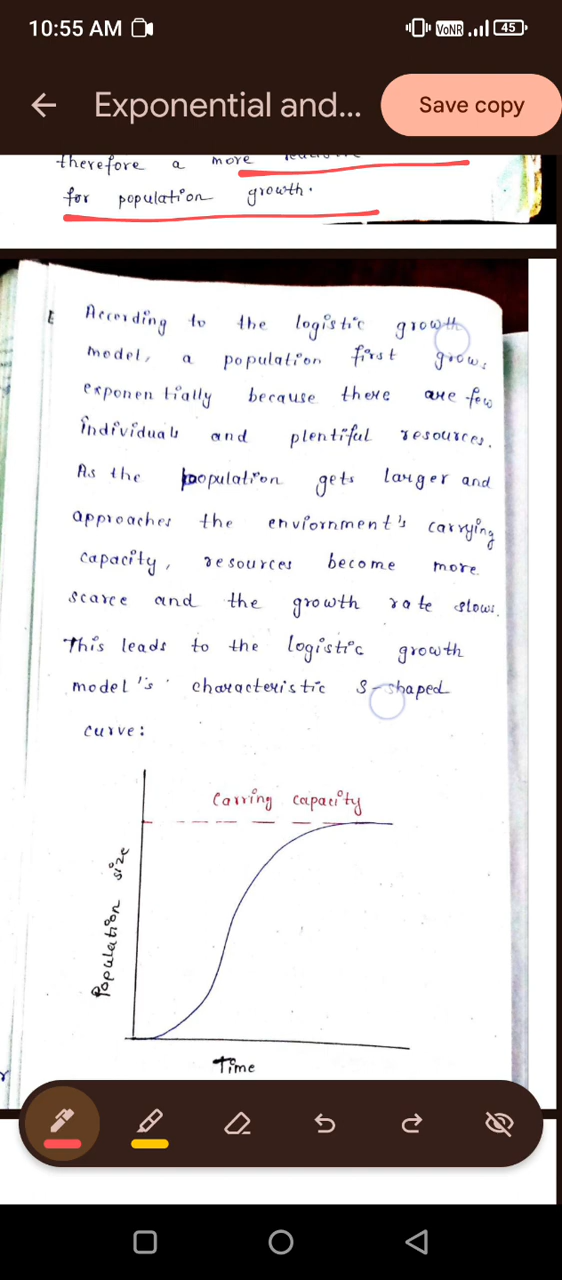 10:55 AM
VoNR
45
Exponential and...
Save copy
therefore a more
for population growth.
According to the logistic growth
model, a population first grows
exponentially because there are few
individuals and plentiful resources.
As the population gets larger and
approaches the enviornment's carrying
capacity, resources become more
scarce and the growth rate slows.
This leads to the logistic growth
model's characteristic S-shaped
curve:
Carring capacity
Population size
Time